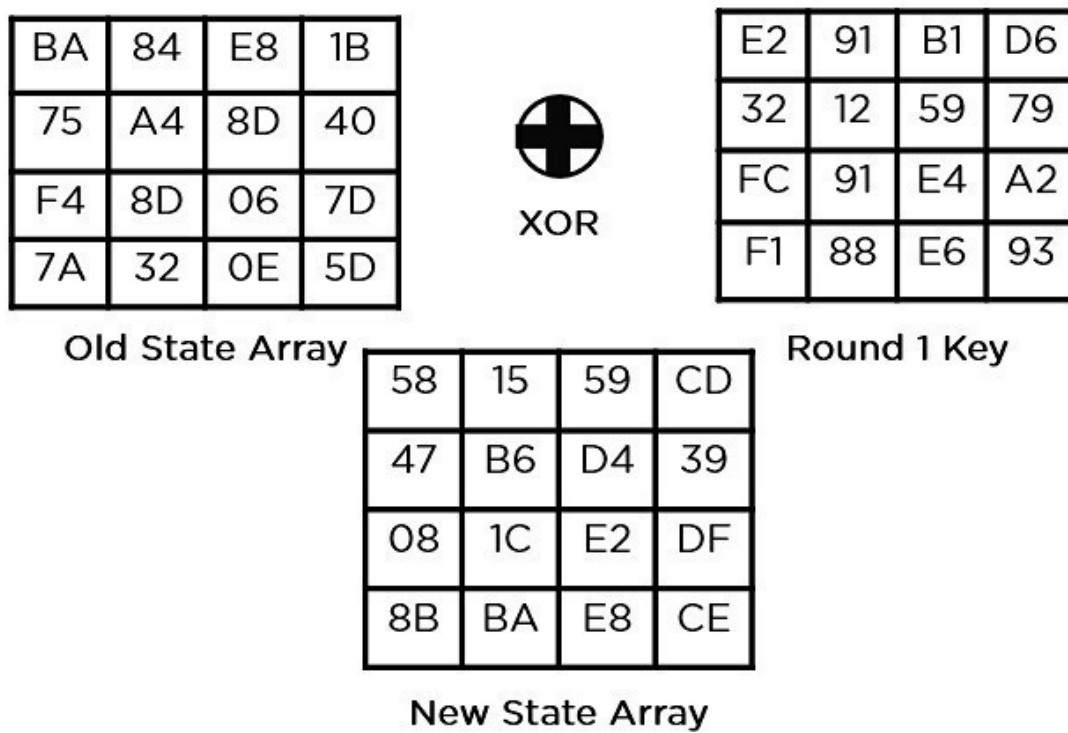 BA 84 E8 1B
75 A4 8D 40
F4 8D 06 7D
7A 32 0E 5D
Old State Array
XOR
E2 91 B1 D6
32 12 59 79
FC 91 E4 A2
F1 88 E6 93
Round 1 Key
58 15 59 CD
47 B6 D4 39
08 1C E2 DF
8B BA E8 CE
New State Array